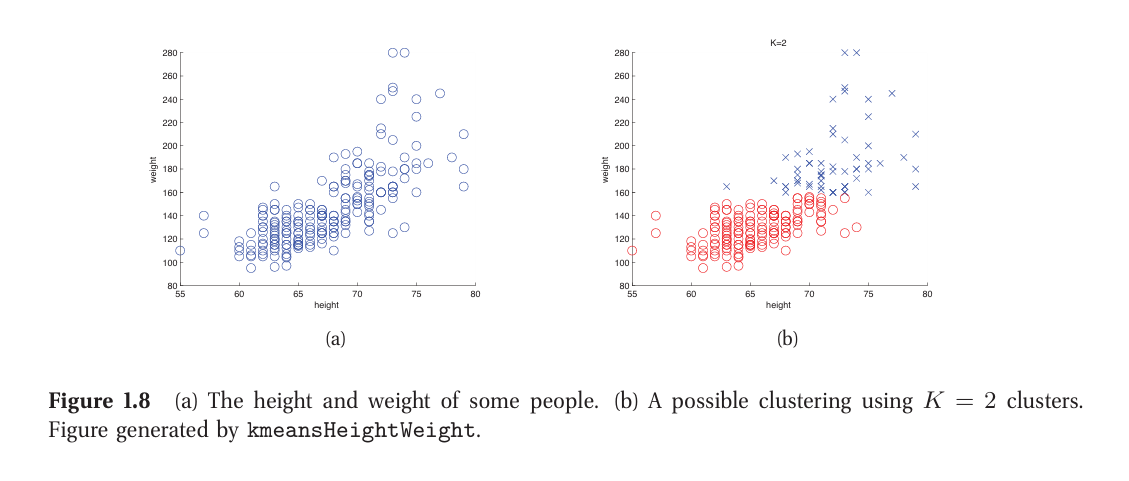 280
260
240
220
200
180
160
140
120
100
80
weight
55 60 65 70 75 80
height
(a)
K=2
280
260
240
220
200
180
160
140
120
100
80
weight
55 60 65 70 75 80
height
(b)
Figure 1.8 (a) The height and weight of some people. (b) A possible clustering using K = 2 clusters.
Figure generated by kmeansHeightWeight.